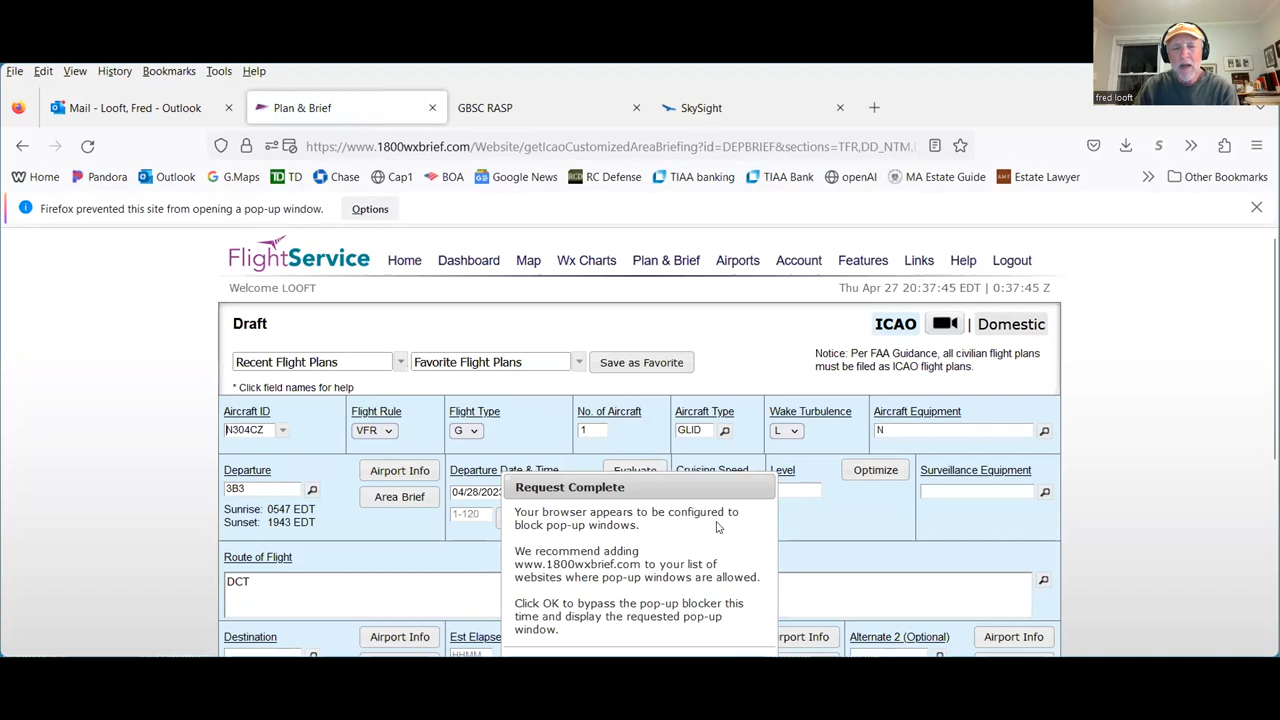 File Edit View History Bookmarks Tools Help
fred looft
Mail - Looft, Fred - Outlook
Plan & Brief
GBSC RASP
SkySight
https://www.1800wxbrief.com/Website/getIcaoCustomizedAreaBriefing?id=DEPBRIEF&sections=TFR,DD_NTM,
Home Pandora Outlook G.Maps TD Chase Cap1 BOA Google News RC Defense TIAA banking TIAA Bank openAI MA Estate Guide Estate Lawyer Other Bookmarks
Firefox prevented this site from opening a pop-up window. Options
FlightService Home Dashboard Map Wx Charts Plan & Brief Airports Account Features Links Help Logout
Welcome LOOFT Thu Apr 27 20:37:45 EDT | 0:37:45 Z
Draft ICAO | Domestic
Recent Flight Plans Favorite Flight Plans Save as Favorite
Notice: Per FAA Guidance, all civilian flight plans
must be filed as ICAO flight plans.
* Click field names for help
Aircraft ID Flight Rule Flight Type No. of Aircraft Aircraft Type Wake Turbulence Aircraft Equipment
N304CZ VFR G 1 GLID L N
Departure Airport Info Departure Date & Time Evaluate Cruising Speed Level Optimize Surveillance Equipment
3B3 Area Brief 04/28/202
Sunrise: 0547 EDT
Sunset: 1943 EDT
1-120
Request Complete
Your browser appears to be configured to
block pop-up windows.
We recommend adding
www.1800wxbrief.com to your list of
websites where pop-up windows are allowed.
Click OK to bypass the pop-up blocker this
time and display the requested pop-up
window.
Route of Flight
DCT
Destination Airport Info Est Elapse rport Info Alternate 2 (Optional) Airport Info
HHMM